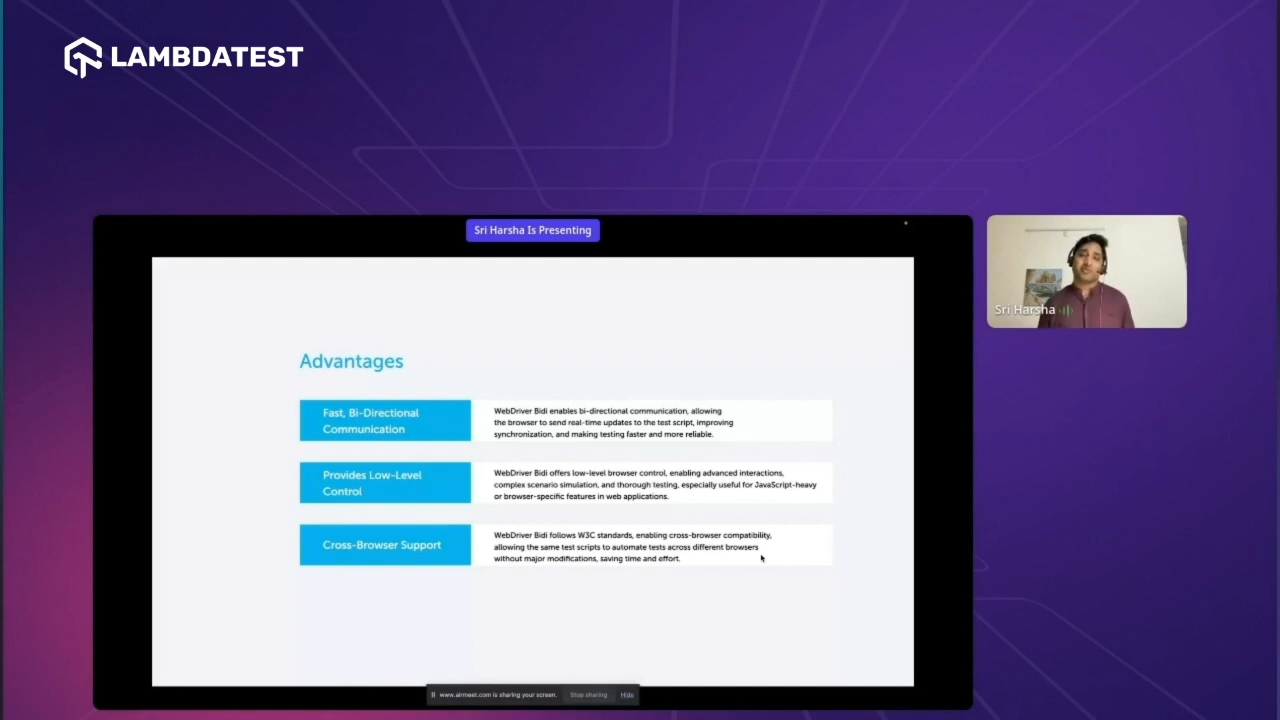 LAMBDATEST
Sri Harsha Is Presenting
Sri Harsha
Advantages
Fast, Bi-Directional
Communication
WebDriver Bidi enables bi-directional communication, allowing
the browser to send real-time updates to the test script, improving
synchronization, and making testing faster and more reliable.
Provides Low-Level
Control
WebDriver Bidi offers low-level browser control, enabling advanced interactions,
complex scenario simulation, and thorough testing, especially useful for JavaScript-heavy
or browser-specific features in web applications.
Cross-Browser Support
WebDriver Bidi follows W3C standards, enabling cross-browser compatibility,
allowing the same test scripts to automate tests across different browsers
without major modifications, saving time and effort.
www.airmeet.com is sharing your screen. Stop sharing Hide